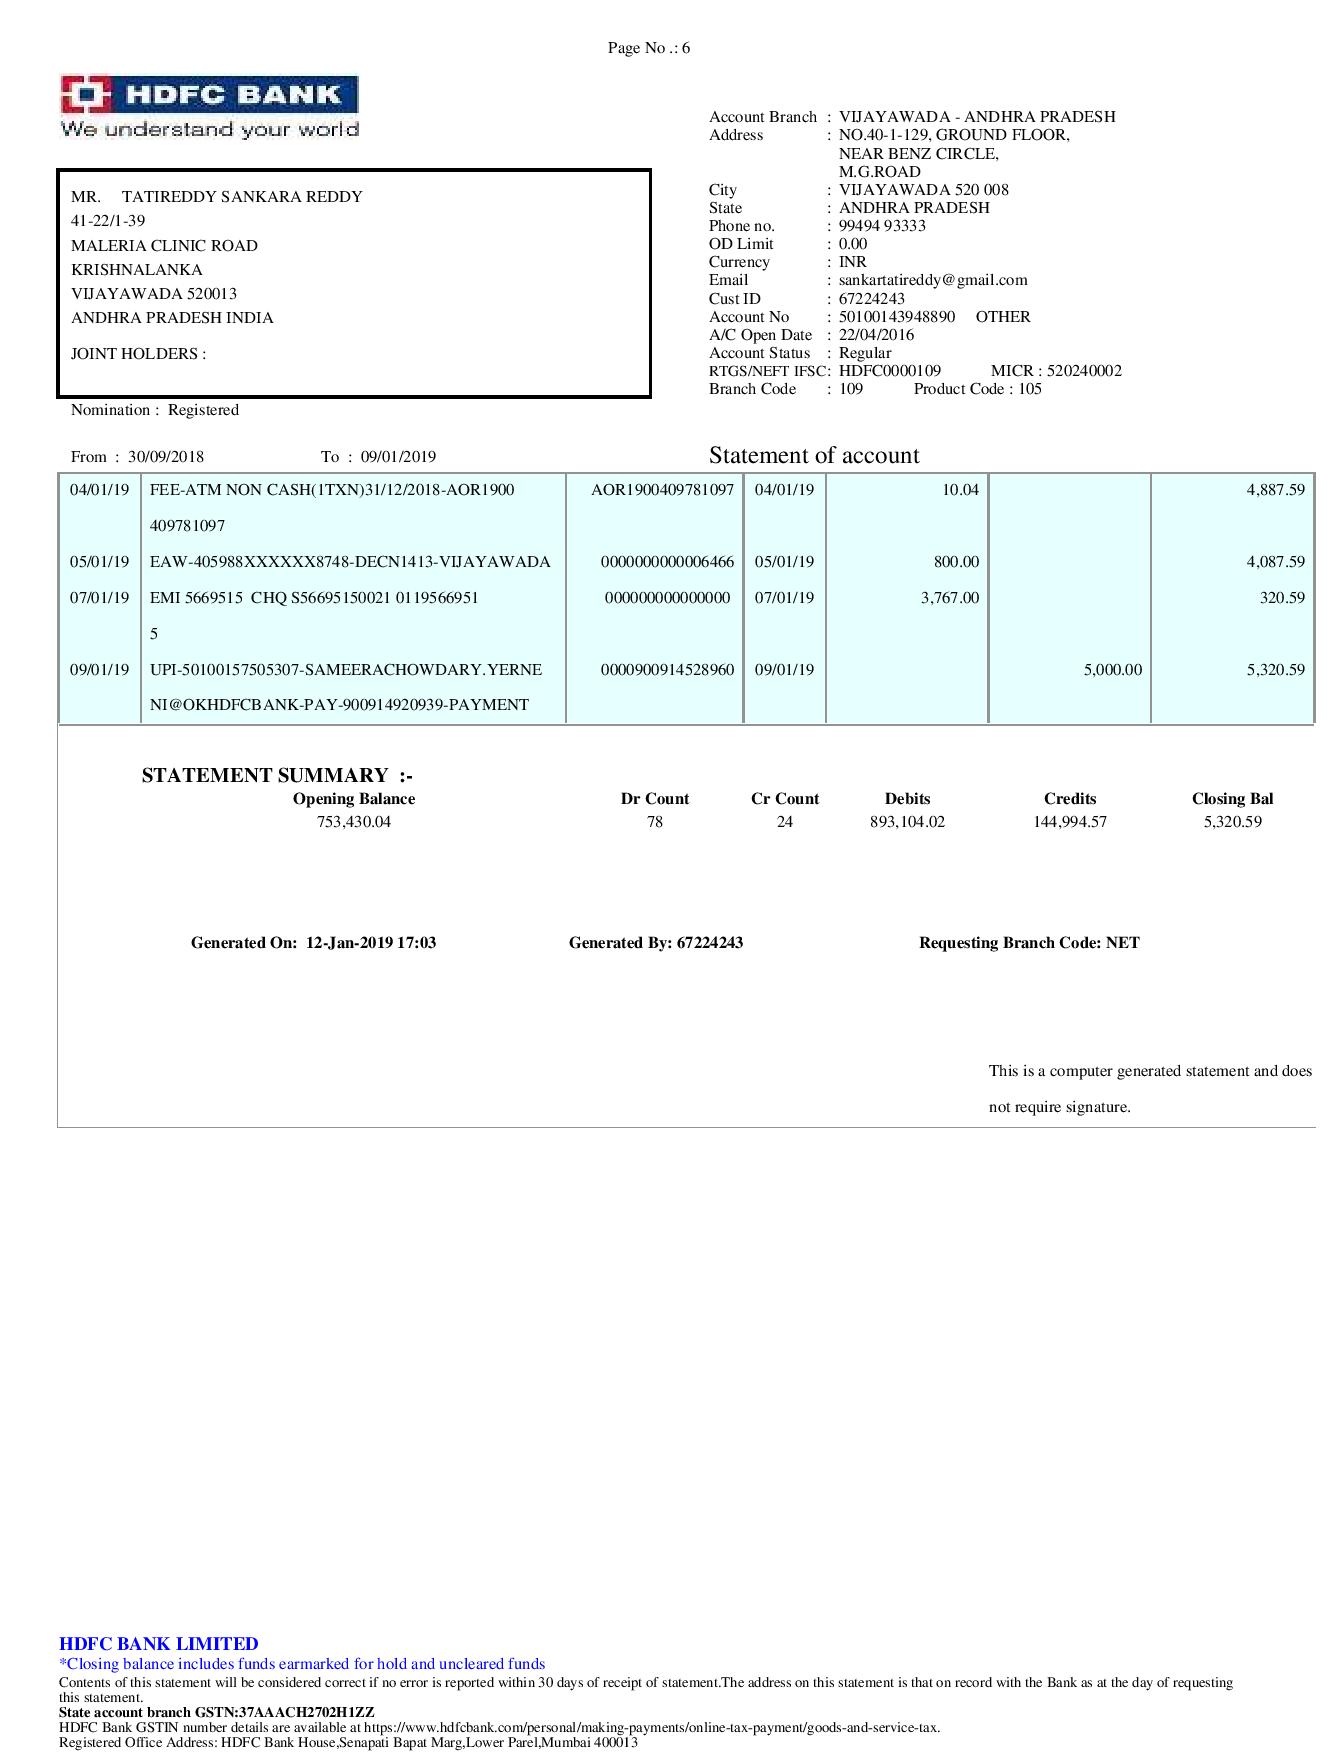 Page No .: 6
HDFC BANK
We understand your world
MR. TATIREDDY SANKARA REDDY
41-22/1-39
MALERIA CLINIC ROAD
KRISHNALANKA
VIJAYAWADA 520013
ANDHRA PRADESH INDIA
JOINT HOLDERS :
Nomination : Registered
Account Branch : VIJAYAWADA - ANDHRA PRADESH
Address : NO.40-1-129, GROUND FLOOR,
NEAR BENZ CIRCLE,
M.G.ROAD
City : VIJAYAWADA 520 008
State : ANDHRA PRADESH
Phone no. : 99494 93333
OD Limit : 0.00
Currency : INR
Email : sankartatireddy@gmail.com
Cust ID : 67224243
Account No : 50100143948890 OTHER
A/C Open Date : 22/04/2016
Account Status : Regular
RTGS/NEFT IFSC: HDFC0000109 MICR : 520240002
Branch Code : 109 Product Code : 105
From : 30/09/2018 To : 09/01/2019 Statement of account
04/01/19 FEE-ATM NON CASH(1TXN)31/12/2018-AOR1900 AOR1900409781097 04/01/19 10.04 4,887.59
409781097
05/01/19 EAW-405988XXXXXX8748-DECN1413-VIJAYAWADA 0000000000006466 05/01/19 800.00 4,087.59
07/01/19 EMI 5669515 CHQ S56695150021 0119566951 000000000000000 07/01/19 3,767.00 320.59
5
09/01/19 UPI-50100157505307-SAMEERACHOWDARY.YERNE 0000900914528960 09/01/19 5,000.00 5,320.59
NI@OKHDFCBANK-PAY-900914920939-PAYMENT
STATEMENT SUMMARY :-
Opening Balance Dr Count Cr Count Debits Credits Closing Bal
753,430.04 78 24 893,104.02 144,994.57 5,320.59
Generated On: 12-Jan-2019 17:03 Generated By: 67224243 Requesting Branch Code: NET
This is a computer generated statement and does
not require signature.
HDFC BANK LIMITED
*Closing balance includes funds earmarked for hold and uncleared funds
Contents of this statement will be considered correct if no error is reported within 30 days of receipt of statement.The address on this statement is that on record with the Bank as at the day of requesting
this statement.
State account branch GSTN:37AAACH2702H1ZZ
HDFC Bank GSTIN number details are available at https://www.hdfcbank.com/personal/making-payments/online-tax-payment/goods-and-service-tax.
Registered Office Address: HDFC Bank House,Senapati Bapat Marg,Lower Parel,Mumbai 400013